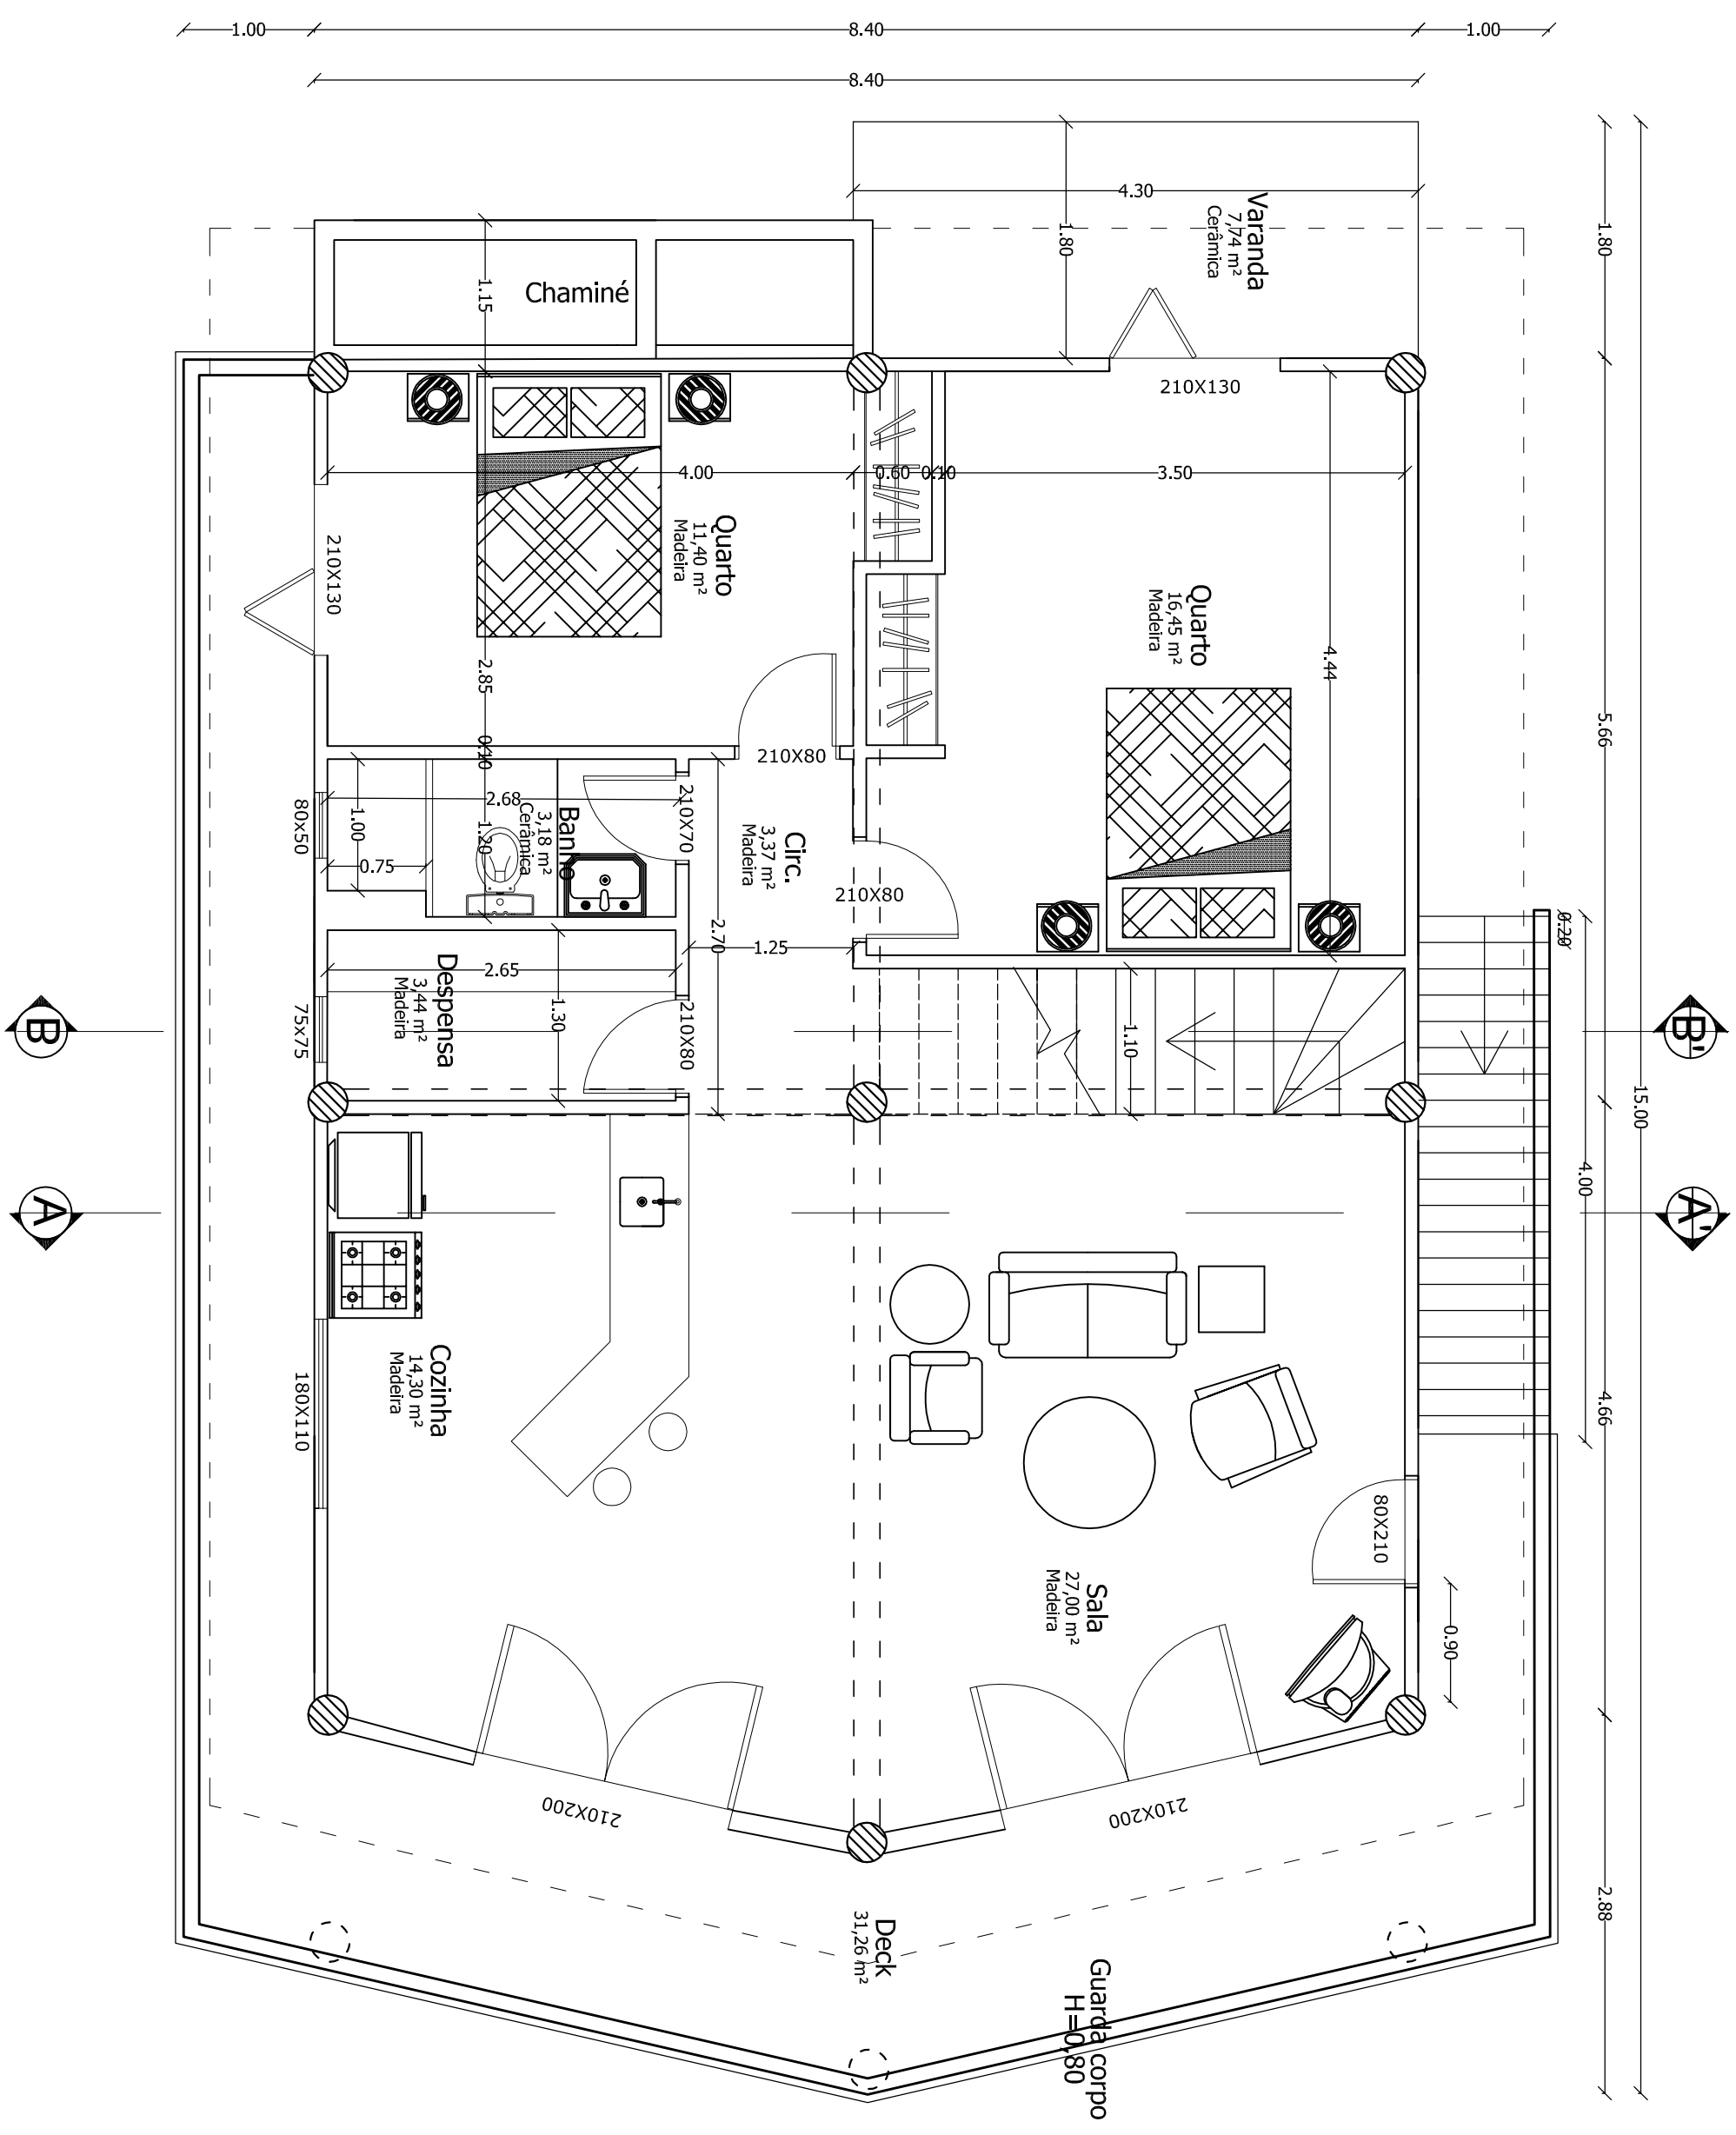 1.00
8.40
1.00
8.40
4.30
1.80
Varanda
7,74 m²
Cerâmica
1.80
Chaminé
1.15
210X130
4.00
0.60
0.10
3.50
Quarto
11,40 m²
Madeira
210X130
Quarto
16,45 m²
Madeira
4.44
5.66
2.85
0.10
210X80
2.68
210X70
80x50
1.00
1.20
Banho
3,18 m²
Cerâmica
0.75
Circ.
3,37 m²
Madeira
210X80
2.70
1.25
0.20
Despensa
3,44 m²
Madeira
2.65
1.30
210X80
75x75
1.10
B
B'
15.00
4.00
A
A'
Cozinha
14,30 m²
Madeira
180X110
4.66
80X210
Sala
27,00 m²
Madeira
0.90
210X200
210X200
2.88
Deck
31,26 m²
Guarda corpo
H=0,80